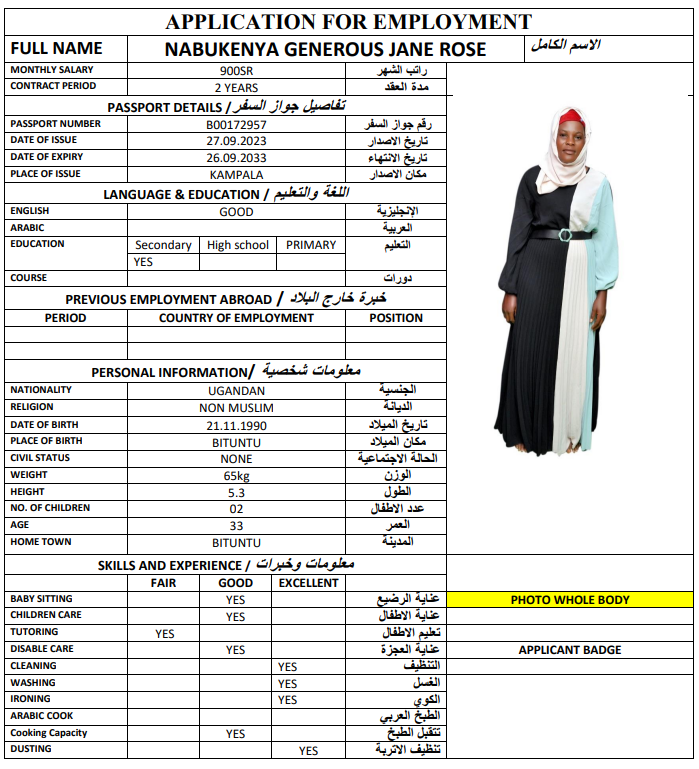 APPLICATION FOR EMPLOYMENT
FULL NAME NABUKENYA GENEROUS JANE ROSE الاسم الكامل
MONTHLY SALARY 900SR راتب الشهر
CONTRACT PERIOD 2 YEARS مدة العقد
PASSPORT DETAILS / تفاصيل جواز السفر
PASSPORT NUMBER B00172957 رقم جواز السفر
DATE OF ISSUE 27.09.2023 تاريخ الاصدار
DATE OF EXPIRY 26.09.2033 تاريخ الانتهاء
PLACE OF ISSUE KAMPALA مكان الاصدار
LANGUAGE & EDUCATION / اللغة والتعليم
ENGLISH GOOD الإنجليزية
ARABIC العربية
EDUCATION Secondary High school PRIMARY التعليم
YES
COURSE دورات
PREVIOUS EMPLOYMENT ABROAD / خبرة خارج البلاد
PERIOD COUNTRY OF EMPLOYMENT POSITION
PERSONAL INFORMATION/ معلومات شخصية
NATIONALITY UGANDAN الجنسية
RELIGION NON MUSLIM الديانة
DATE OF BIRTH 21.11.1990 تاريخ الميلاد
PLACE OF BIRTH BITUNTU مكان الميلاد
CIVIL STATUS NONE الحالة الاجتماعية
WEIGHT 65kg الوزن
HEIGHT 5.3 الطول
NO. OF CHILDREN 02 عدد الاطفال
AGE 33 العمر
HOME TOWN BITUNTU المدينة
SKILLS AND EXPERIENCE / معلومات وخبرات
FAIR GOOD EXCELLENT
BABY SITTING YES عناية الرضيع PHOTO WHOLE BODY
CHILDREN CARE YES عناية الاطفال
TUTORING YES تعليم الاطفال
DISABLE CARE YES عناية العجزة APPLICANT BADGE
CLEANING YES التنظيف
WASHING YES الغسل
IRONING YES الكوي
ARABIC COOK الطبخ العربي
Cooking Capacity YES تتقبل الطبخ
DUSTING YES تنظيف الاتربة